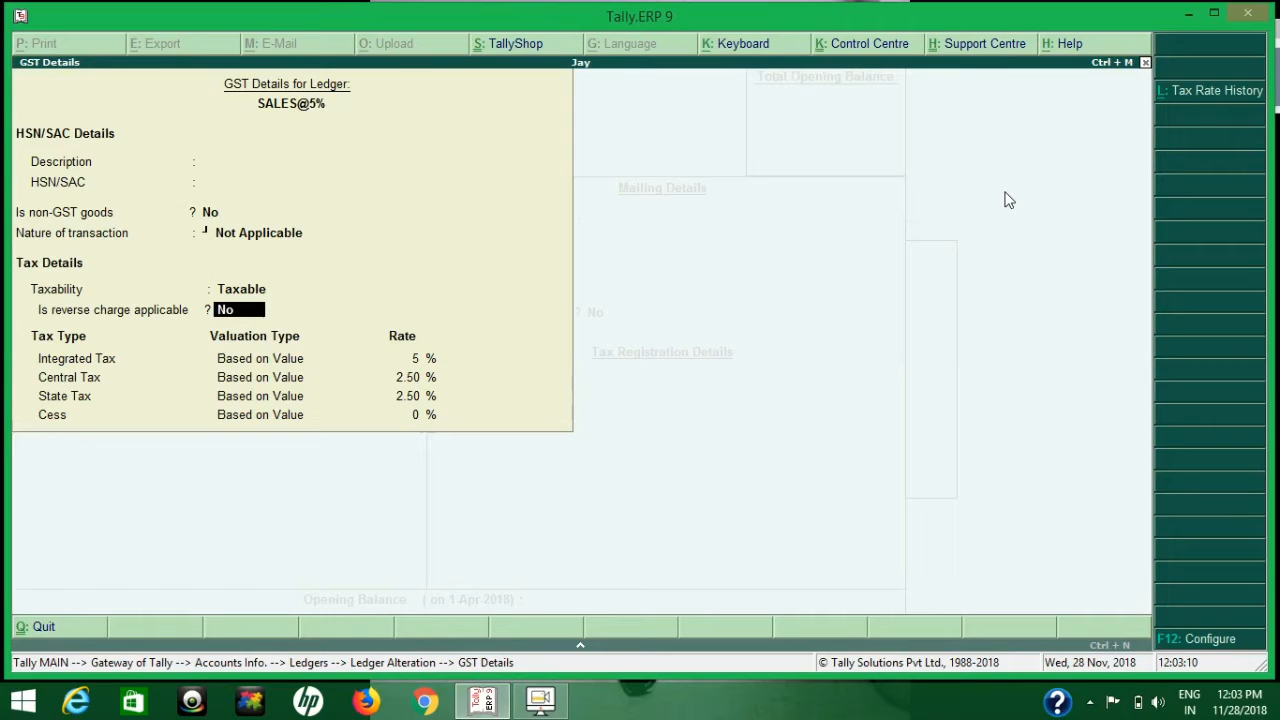 Tally.ERP 9
P: Print E: Export M: E-Mail O: Upload S: TallyShop G: Language K: Keyboard K: Control Centre H: Support Centre H: Help
GST Details Jay Ctrl + M
GST Details for Ledger: Total Opening Balance L: Tax Rate History
SALES@5%
HSN/SAC Details
Description :
HSN/SAC : Mailing Details
Is non-GST goods ? No
Nature of transaction : Not Applicable
Tax Details
Taxability : Taxable
Is reverse charge applicable ? No ? No
Tax Type Valuation Type Rate
Integrated Tax Based on Value 5 % Tax Registration Details
Central Tax Based on Value 2.50 %
State Tax Based on Value 2.50 %
Cess Based on Value 0 %
Opening Balance ( on 1-Apr-2018) :
Q: Quit F12: Configure
Ctrl + N
Tally MAIN --> Gateway of Tally --> Accounts Info. --> Ledgers --> Ledger Alteration --> GST Details © Tally Solutions Pvt Ltd., 1988-2018 Wed, 28 Nov, 2018 12:03:10
hp Tally ERP 9 ? ENG 12:03 PM
IN 11/28/2018